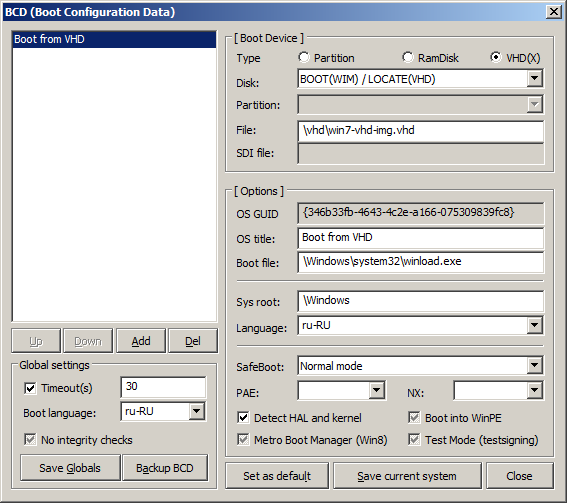 BCD (Boot Configuration Data)
Boot from VHD
Up
Down
Add
Del
Global settings
Timeout(s)
30
Boot language:
ru-RU
No integrity checks
Save Globals
Backup BCD
[ Boot Device ]
Type
Partition
RamDisk
VHD(X)
Disk:
BOOT(WIM) / LOCATE(VHD)
Partition:
File:
\vhd\win7-vhd-img.vhd
SDI file:
[ Options ]
OS GUID
{346b33fb-4643-4c2e-a166-075309839fc8}
OS title:
Boot from VHD
Boot file:
\Windows\system32\winload.exe
Sys root:
\Windows
Language:
ru-RU
SafeBoot:
Normal mode
PAE:
NX:
Detect HAL and kernel
Boot into WinPE
Metro Boot Manager (Win8)
Test Mode (testsigning)
Set as default
Save current system
Close